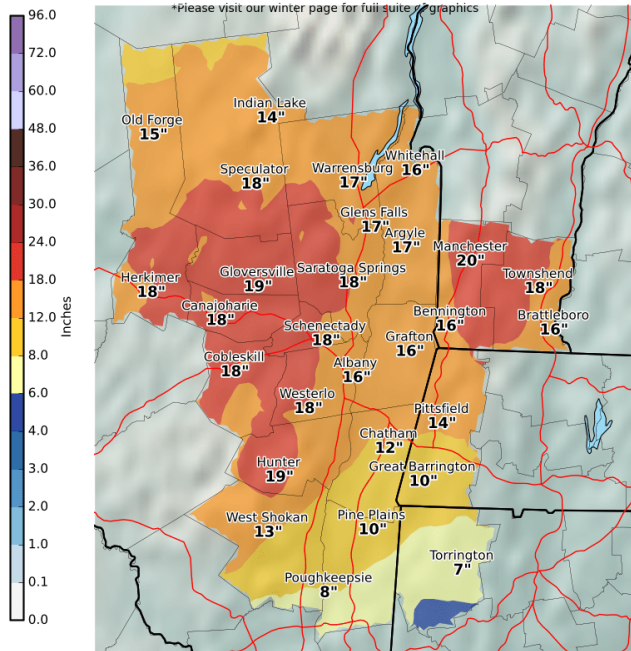 *Please visit our winter page for full suite of graphics
96.0
72.0
60.0
48.0
36.0
30.0
24.0
18.0
12.0
8.0
6.0
4.0
3.0
2.0
1.0
0.1
0.0
Inches
Indian Lake
14"
Old Forge
15"
Whitehall
16"
Speculator
18"
Warrensburg
17"
Glens Falls
17"
Argyle
17"
Manchester
20"
Herkimer
18"
Gloversville
19"
Saratoga Springs
18"
Townshend
18"
Canajoharie
18"
Bennington
16"
Brattleboro
16"
Schenectady
18"
Grafton
16"
Cobleskill
18"
Albany
16"
Westerlo
18"
Pittsfield
14"
Chatham
12"
Hunter
19"
Great Barrington
10"
West Shokan
13"
Pine Plains
10"
Torrington
7"
Poughkeepsie
8"